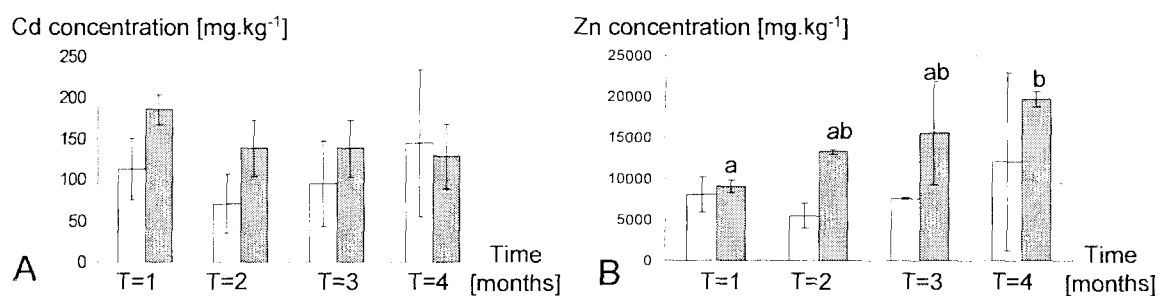 Cd concentration [mg.kg-1]
250
200
150
100
50
0
T=1 T=2 T=3 T=4
Time
[months]
A
Zn concentration [mg.kg-1]
25000
20000
15000
10000
5000
0
a
ab
ab
b
T=1 T=2 T=3 T=4
Time
[months]
B